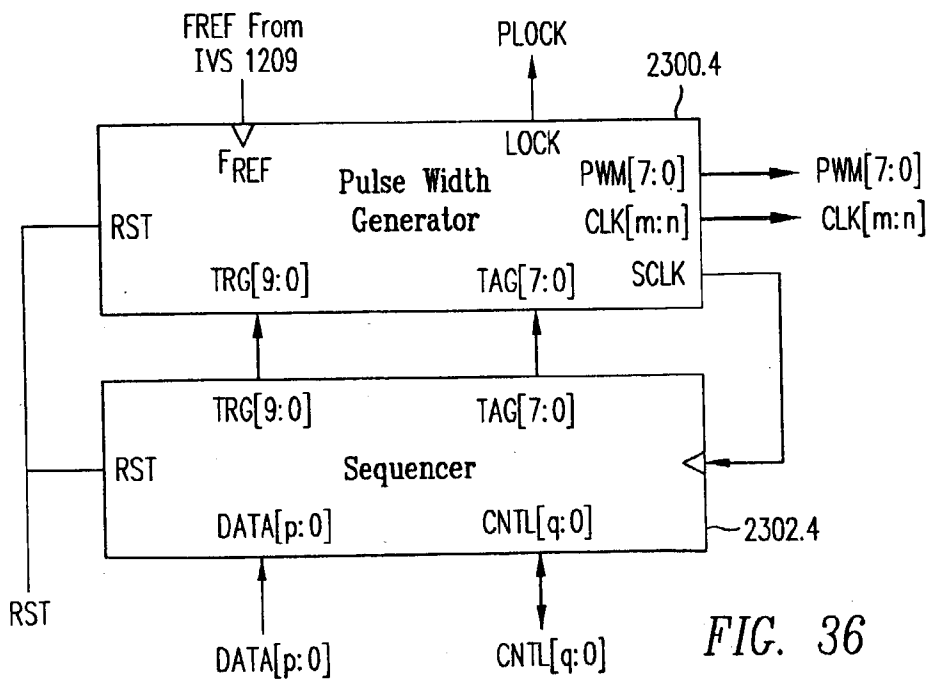 FREF From
IVS 1209
PLOCK
2300.4
FREF
LOCK
Pulse Width
Generator
PWM[7:0]
PWM[7:0]
CLK[m:n]
CLK[m:n]
RST
TRG[9:0]
TAG[7:0]
SCLK
TRG[9:0]
TAG[7:0]
RST
Sequencer
DATA[p:0]
CNTL[q:0]
2302.4
RST
DATA[p:0]
CNTL[q:0]
FIG. 36